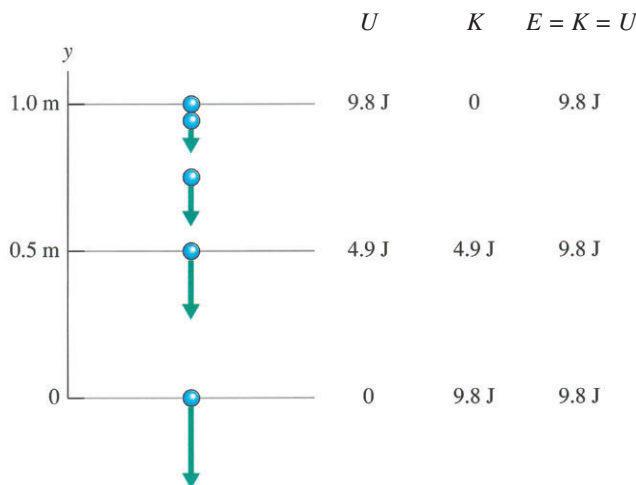 U K E = K = U
y
1.0 m 9.8 J 0 9.8 J
0.5 m 4.9 J 4.9 J 9.8 J
0 0 9.8 J 9.8 J